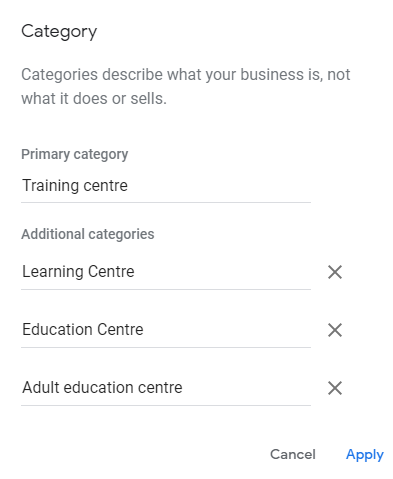 Category
Categories describe what your business is, not
what it does or sells.
Primary category
Training centre
Additional categories
Learning Centre
Education Centre
Adult education centre
Cancel Apply